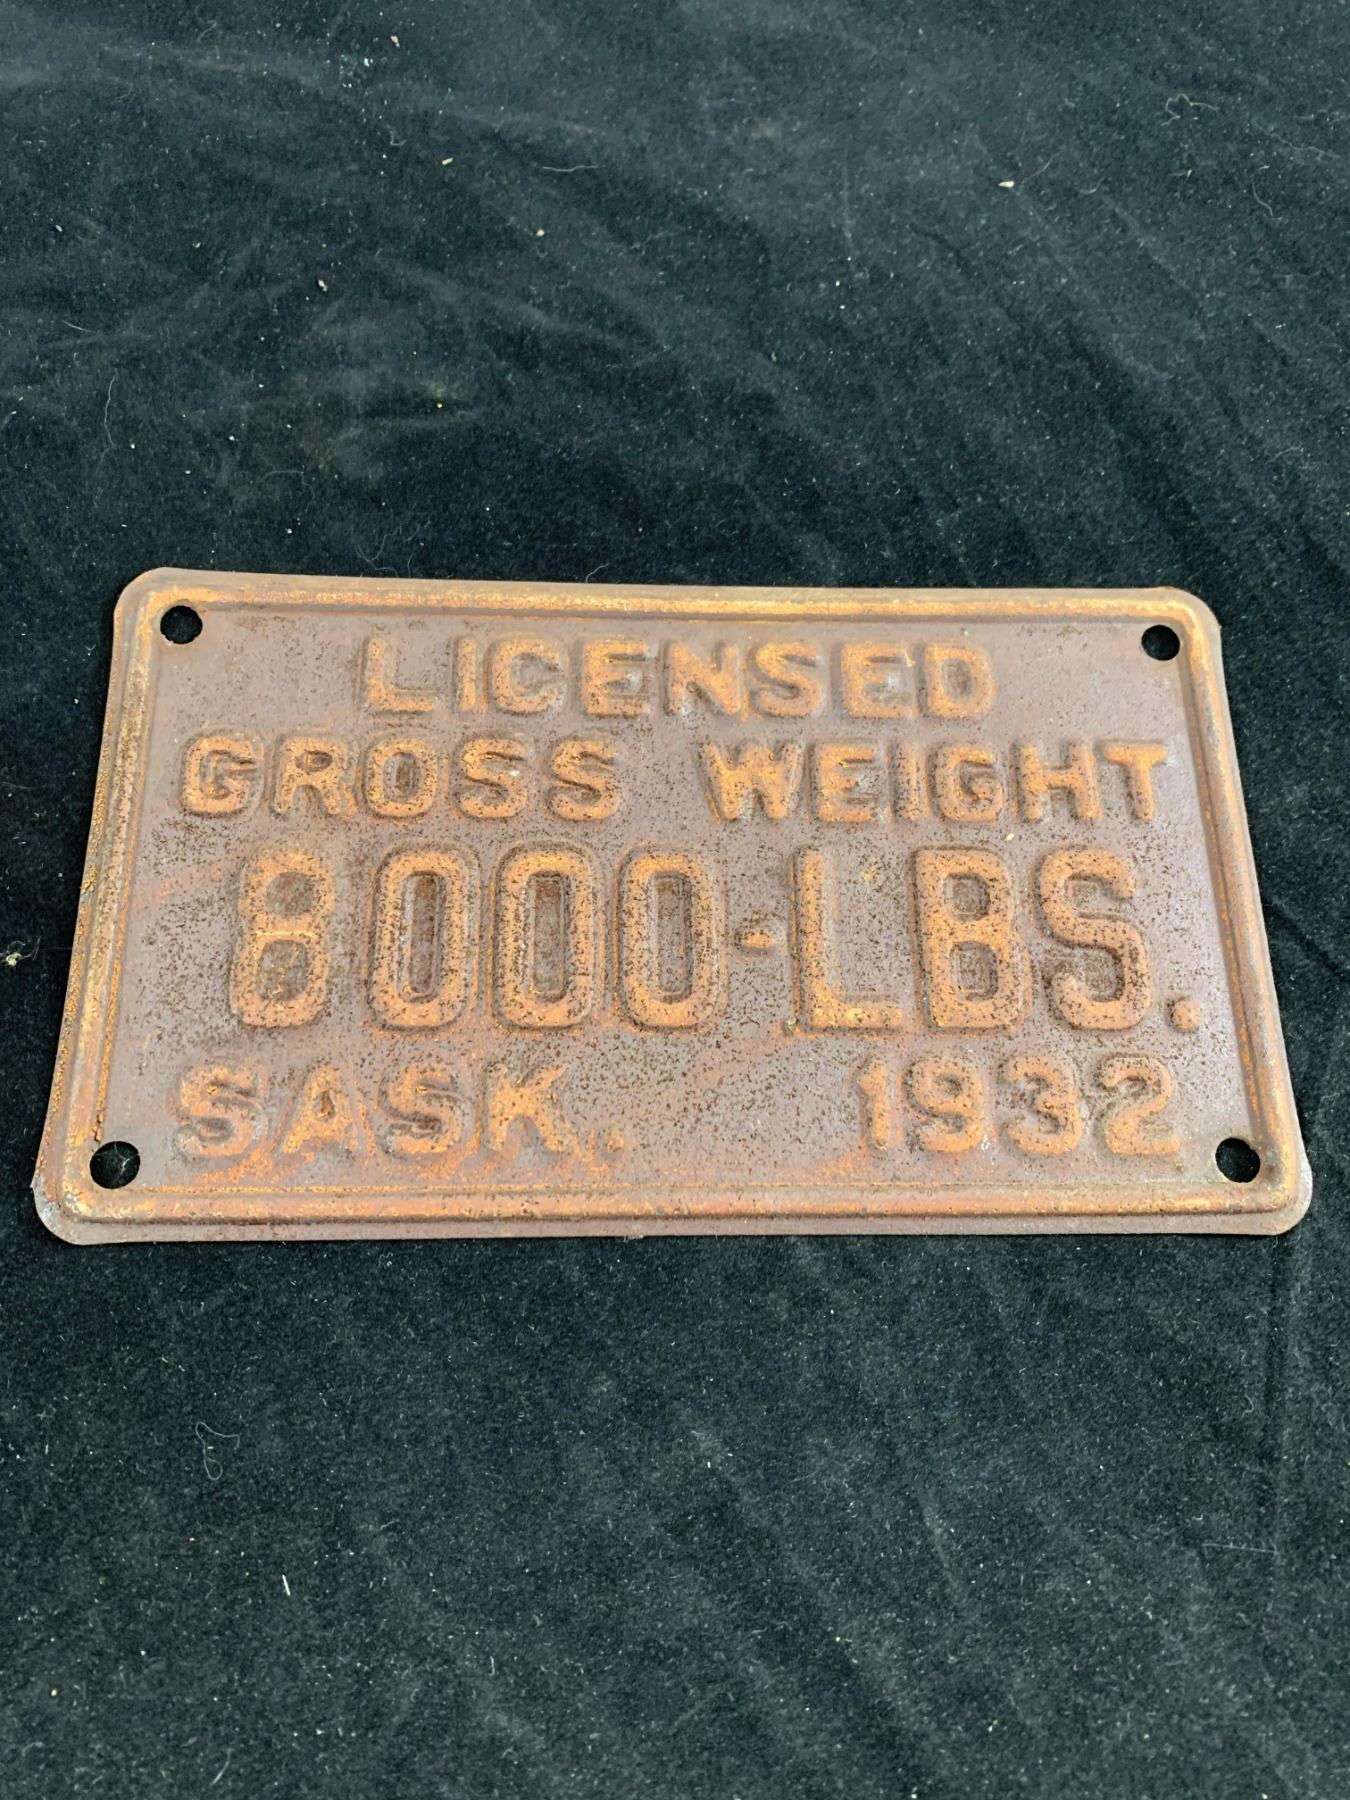 LICENSED
GROSS WEIGHT
8000-LBS.
SASK. 1932